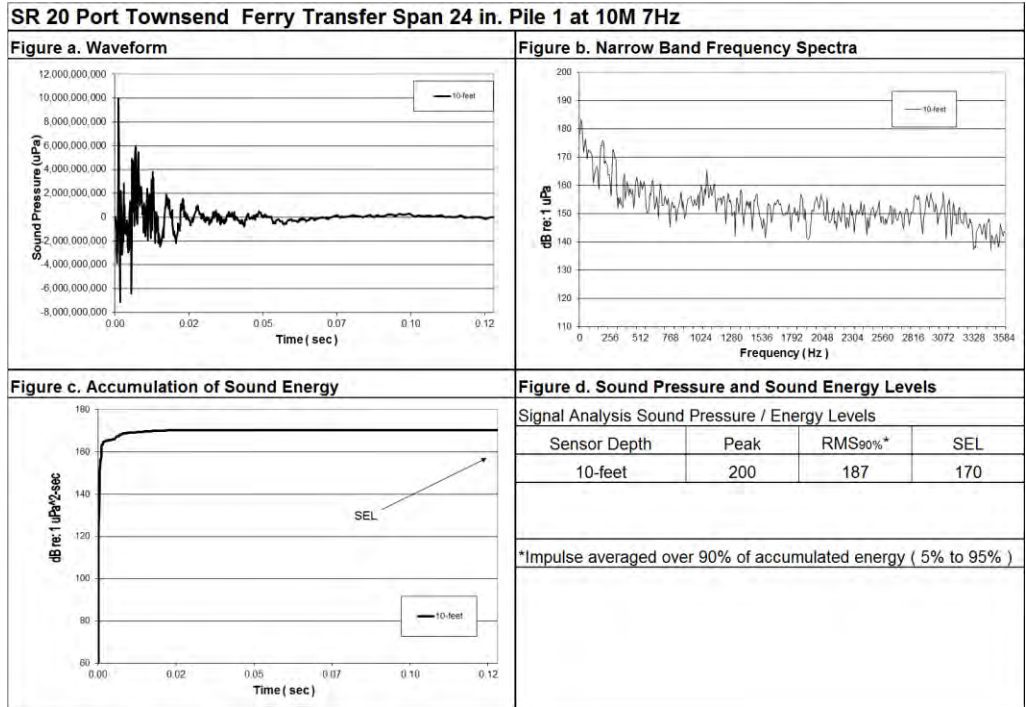 SR 20 Port Townsend Ferry Transfer Span 24 in. Pile 1 at 10M 7Hz
Figure a. Waveform
12,000,000,000
10,000,000,000
8,000,000,000
6,000,000,000
4,000,000,000
2,000,000,000
0
-2,000,000,000
-4,000,000,000
-6,000,000,000
-8,000,000,000
Sound Pressure (uPa)
10-feet
0.00 0.02 0.05 0.07 0.10 0.12
Time ( sec )
Figure b. Narrow Band Frequency Spectra
200
190
180
170
160
150
140
130
120
110
dB re: 1 uPa
10-feet
0 256 512 768 1024 1280 1536 1792 2048 2304 2560 2816 3072 3328 3584
Frequency ( Hz )
Figure c. Accumulation of Sound Energy
180
160
140
120
100
80
60
dB re: 1 uPa^2-sec
SEL
10-feet
0.00 0.02 0.05 0.07 0.10 0.12
Time ( sec )
Figure d. Sound Pressure and Sound Energy Levels
Signal Analysis Sound Pressure / Energy Levels
Sensor Depth Peak RMS90%* SEL
10-feet 200 187 170
*Impulse averaged over 90% of accumulated energy ( 5% to 95% )